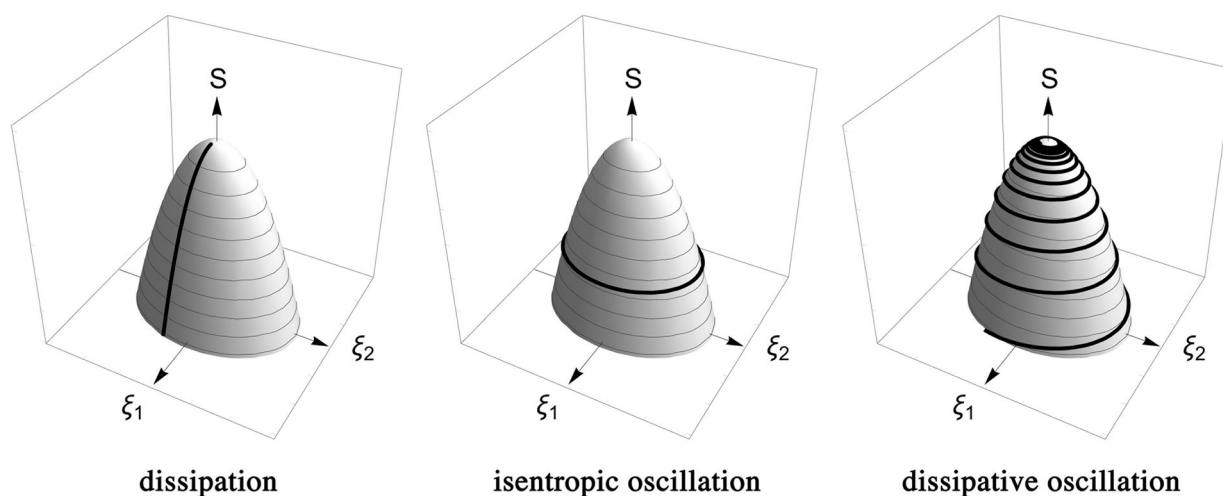 S
ξ1
ξ2
dissipation
S
ξ1
ξ2
isentropic oscillation
S
ξ1
ξ2
dissipative oscillation